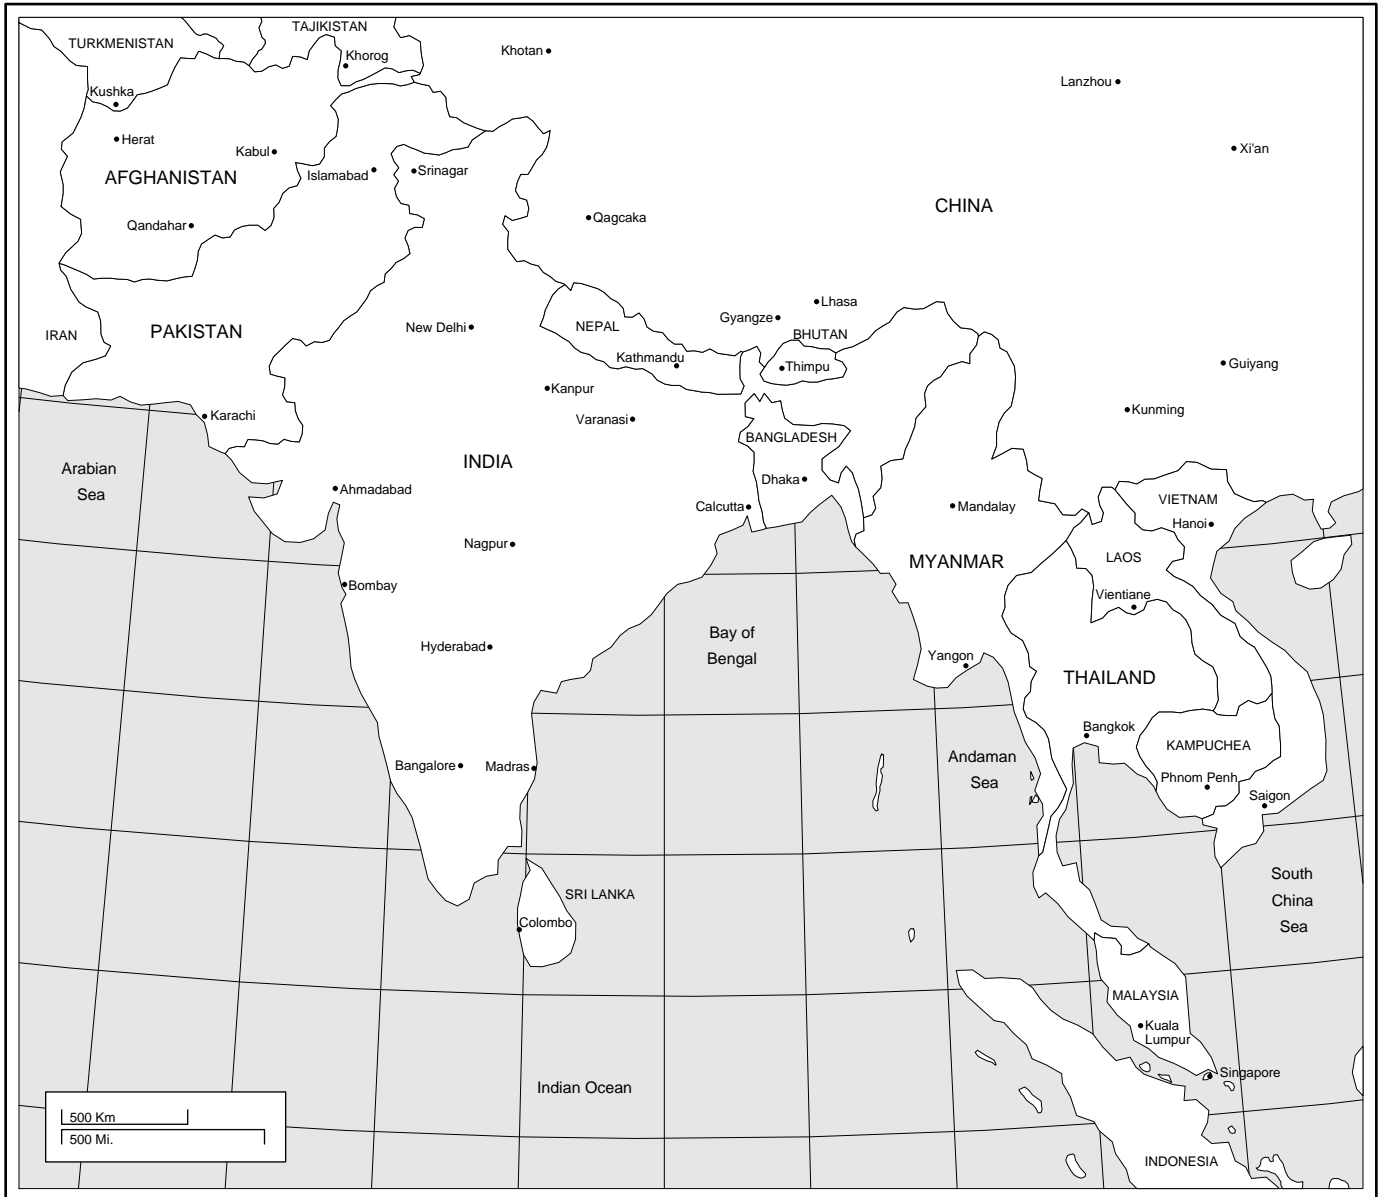 TAJIKISTAN
TURKMENISTAN
Khotan
Khorog
Lanzhou
Kushka
Herat
Kabul
Xi'an
Islamabad
Srinagar
AFGHANISTAN
CHINA
Qandahar
Qagcaka
Lhasa
Gyangze
NEPAL
BHUTAN
New Delhi
PAKISTAN
IRAN
Kathmandu
Thimpu
Guiyang
Kanpur
Kunming
Karachi
Varanasi
BANGLADESH
INDIA
Arabian
Sea
Dhaka
Ahmadabad
VIETNAM
Calcutta
Mandalay
Hanoi
Nagpur
LAOS
MYANMAR
Bombay
Vientiane
Bay of
Bengal
Hyderabad
Yangon
THAILAND
Bangkok
KAMPUCHEA
Andaman
Sea
Bangalore
Madras
Phnom Penh
Saigon
South
China
Sea
SRI LANKA
Colombo
MALAYSIA
Kuala
Lumpur
Singapore
Indian Ocean
500 Km
500 Mi.
INDONESIA